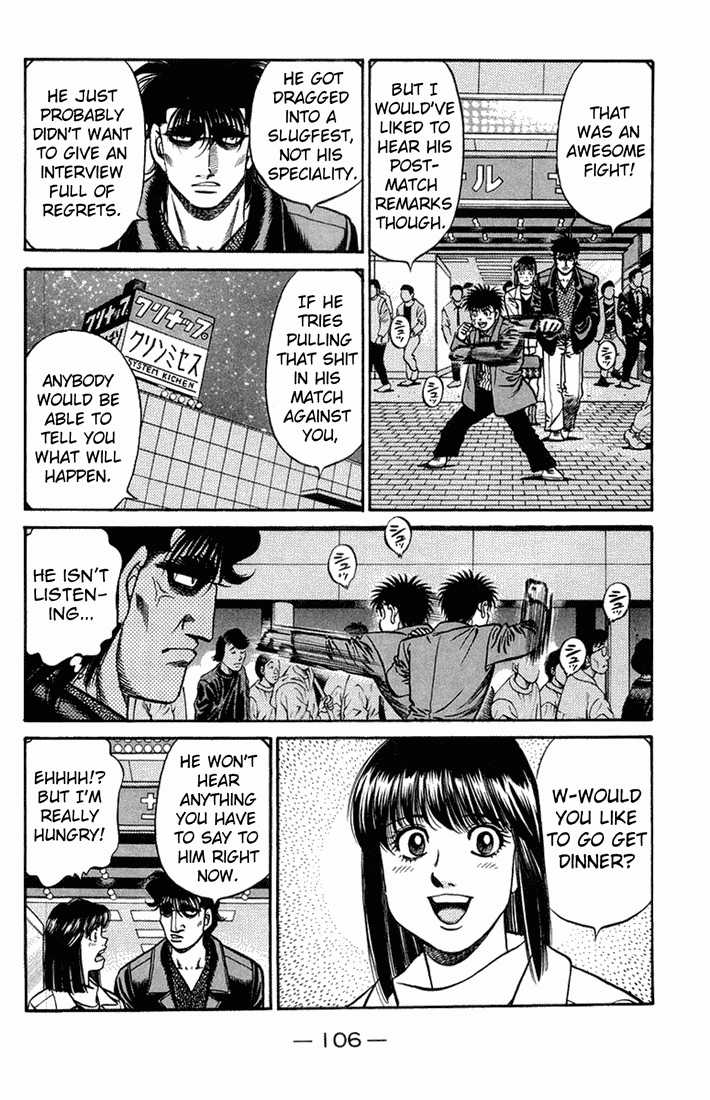 THAT
WAS AN
AWESOME
FIGHT!
BUT I
WOULD'VE
LIKED TO
HEAR HIS
POST-
MATCH
REMARKS
THOUGH.
ール
HE GOT
DRAGGED
INTO A
SLUGFEST,
NOT HIS
SPECIALITY.
HE JUST
PROBABLY
DIDN'T WANT
TO GIVE AN
INTERVIEW
FULL OF
REGRETS.
IF HE
TRIES
PULLING
THAT SHIT
IN HIS
MATCH
AGAINST
YOU,
クリナップ
クリンミセス
SYSTEM KICHEN
ANYBODY
WOULD BE
ABLE TO
TELL YOU
WHAT WILL
HAPPEN.
HE ISN'T
LISTEN-
ING...
W-WOULD
YOU LIKE
TO GO GET
DINNER?
HE WON'T
HEAR
ANYTHING
YOU HAVE
TO SAY TO
HIM RIGHT
NOW.
EHHHH!?
BUT I'M
REALLY
HUNGRY!
— 106 —